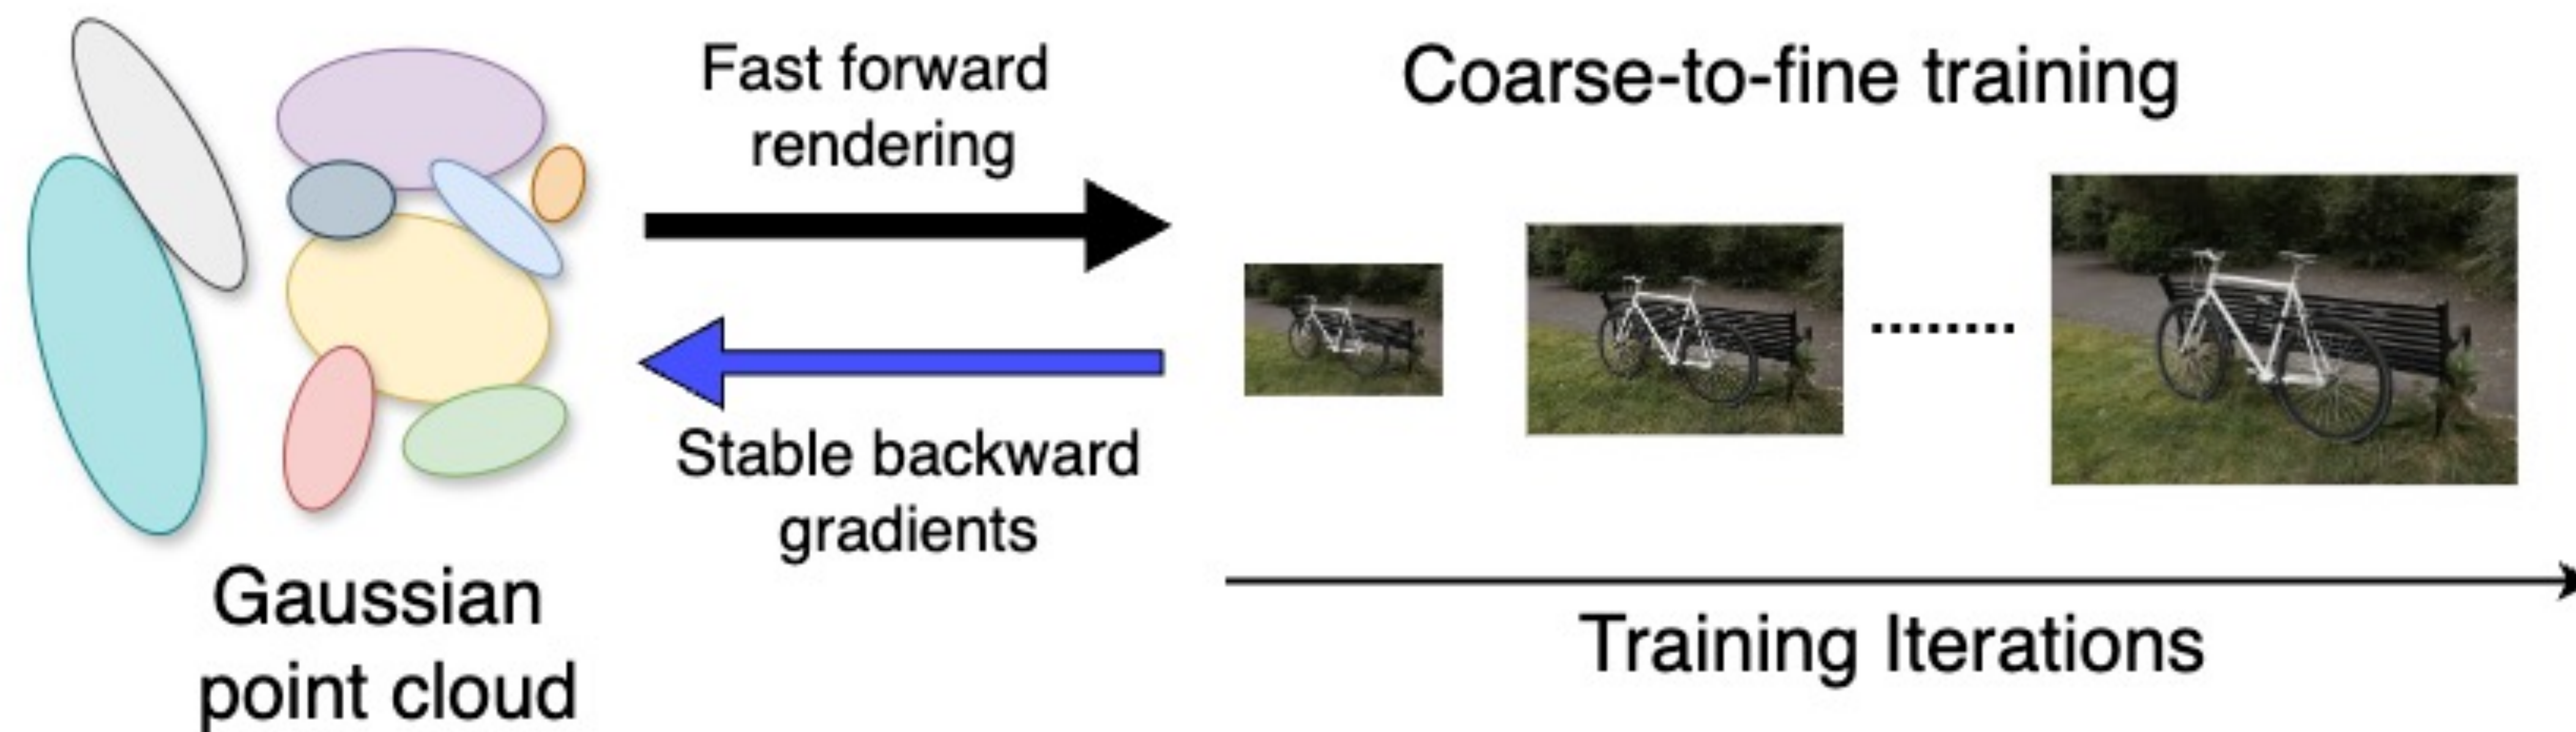 Fast forward
rendering
Stable backward
gradients
Gaussian
point cloud
Coarse-to-fine training
Training Iterations